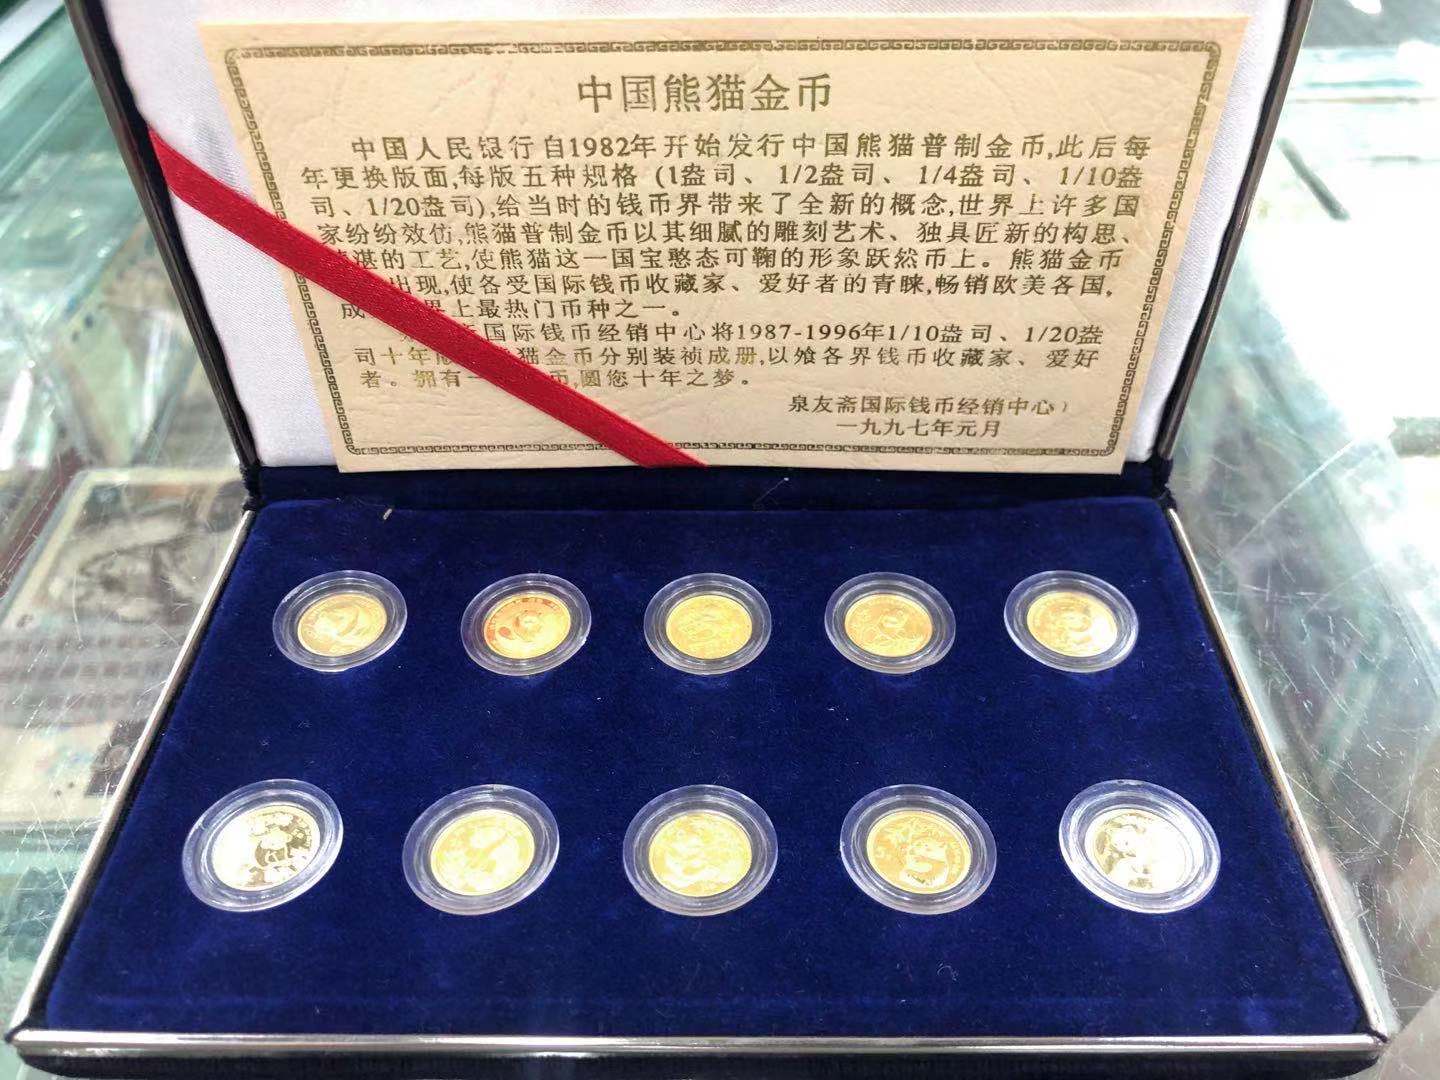 中国熊猫金币
中国人民银行自1982年开始发行中国熊猫普制金币,此后每
年更换版面,每版五种规格 (1盎司、1/2盎司、1/4盎司、1/10盎
司、1/20盎司),给当时的钱币界带来了全新的概念,世界上许多国
家纷纷效仿,熊猫普制金币以其细腻的雕刻艺术、独具匠新的构思、
湛的工艺,使熊猫这一国宝憨态可鞠的形象跃然币上。熊猫金币
出现,使各受国际钱币收藏家、爱好者的青睐,畅销欧美各国,
成 界上最热门币种之一。
斋国际钱币经销中心将1987-1996年1/10盎司、1/20盎
司十年 猫金币分别装祯成册,以飨各界钱币收藏家、爱好
者。拥有一 币,圆您十年之梦。
泉友斋国际钱币经销中心
一九九七年元月